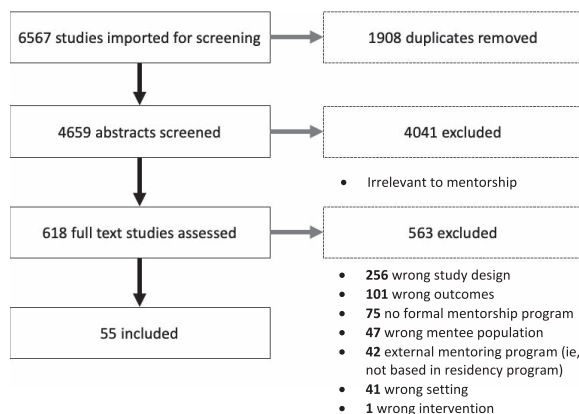 6567 studies imported for screening
1908 duplicates removed
4659 abstracts screened
4041 excluded
• Irrelevant to mentorship
618 full text studies assessed
563 excluded
• 256 wrong study design
• 101 wrong outcomes
• 75 no formal mentorship program
• 47 wrong mentee population
• 42 external mentoring program (ie,
not based in residency program)
• 41 wrong setting
• 1 wrong intervention
55 included